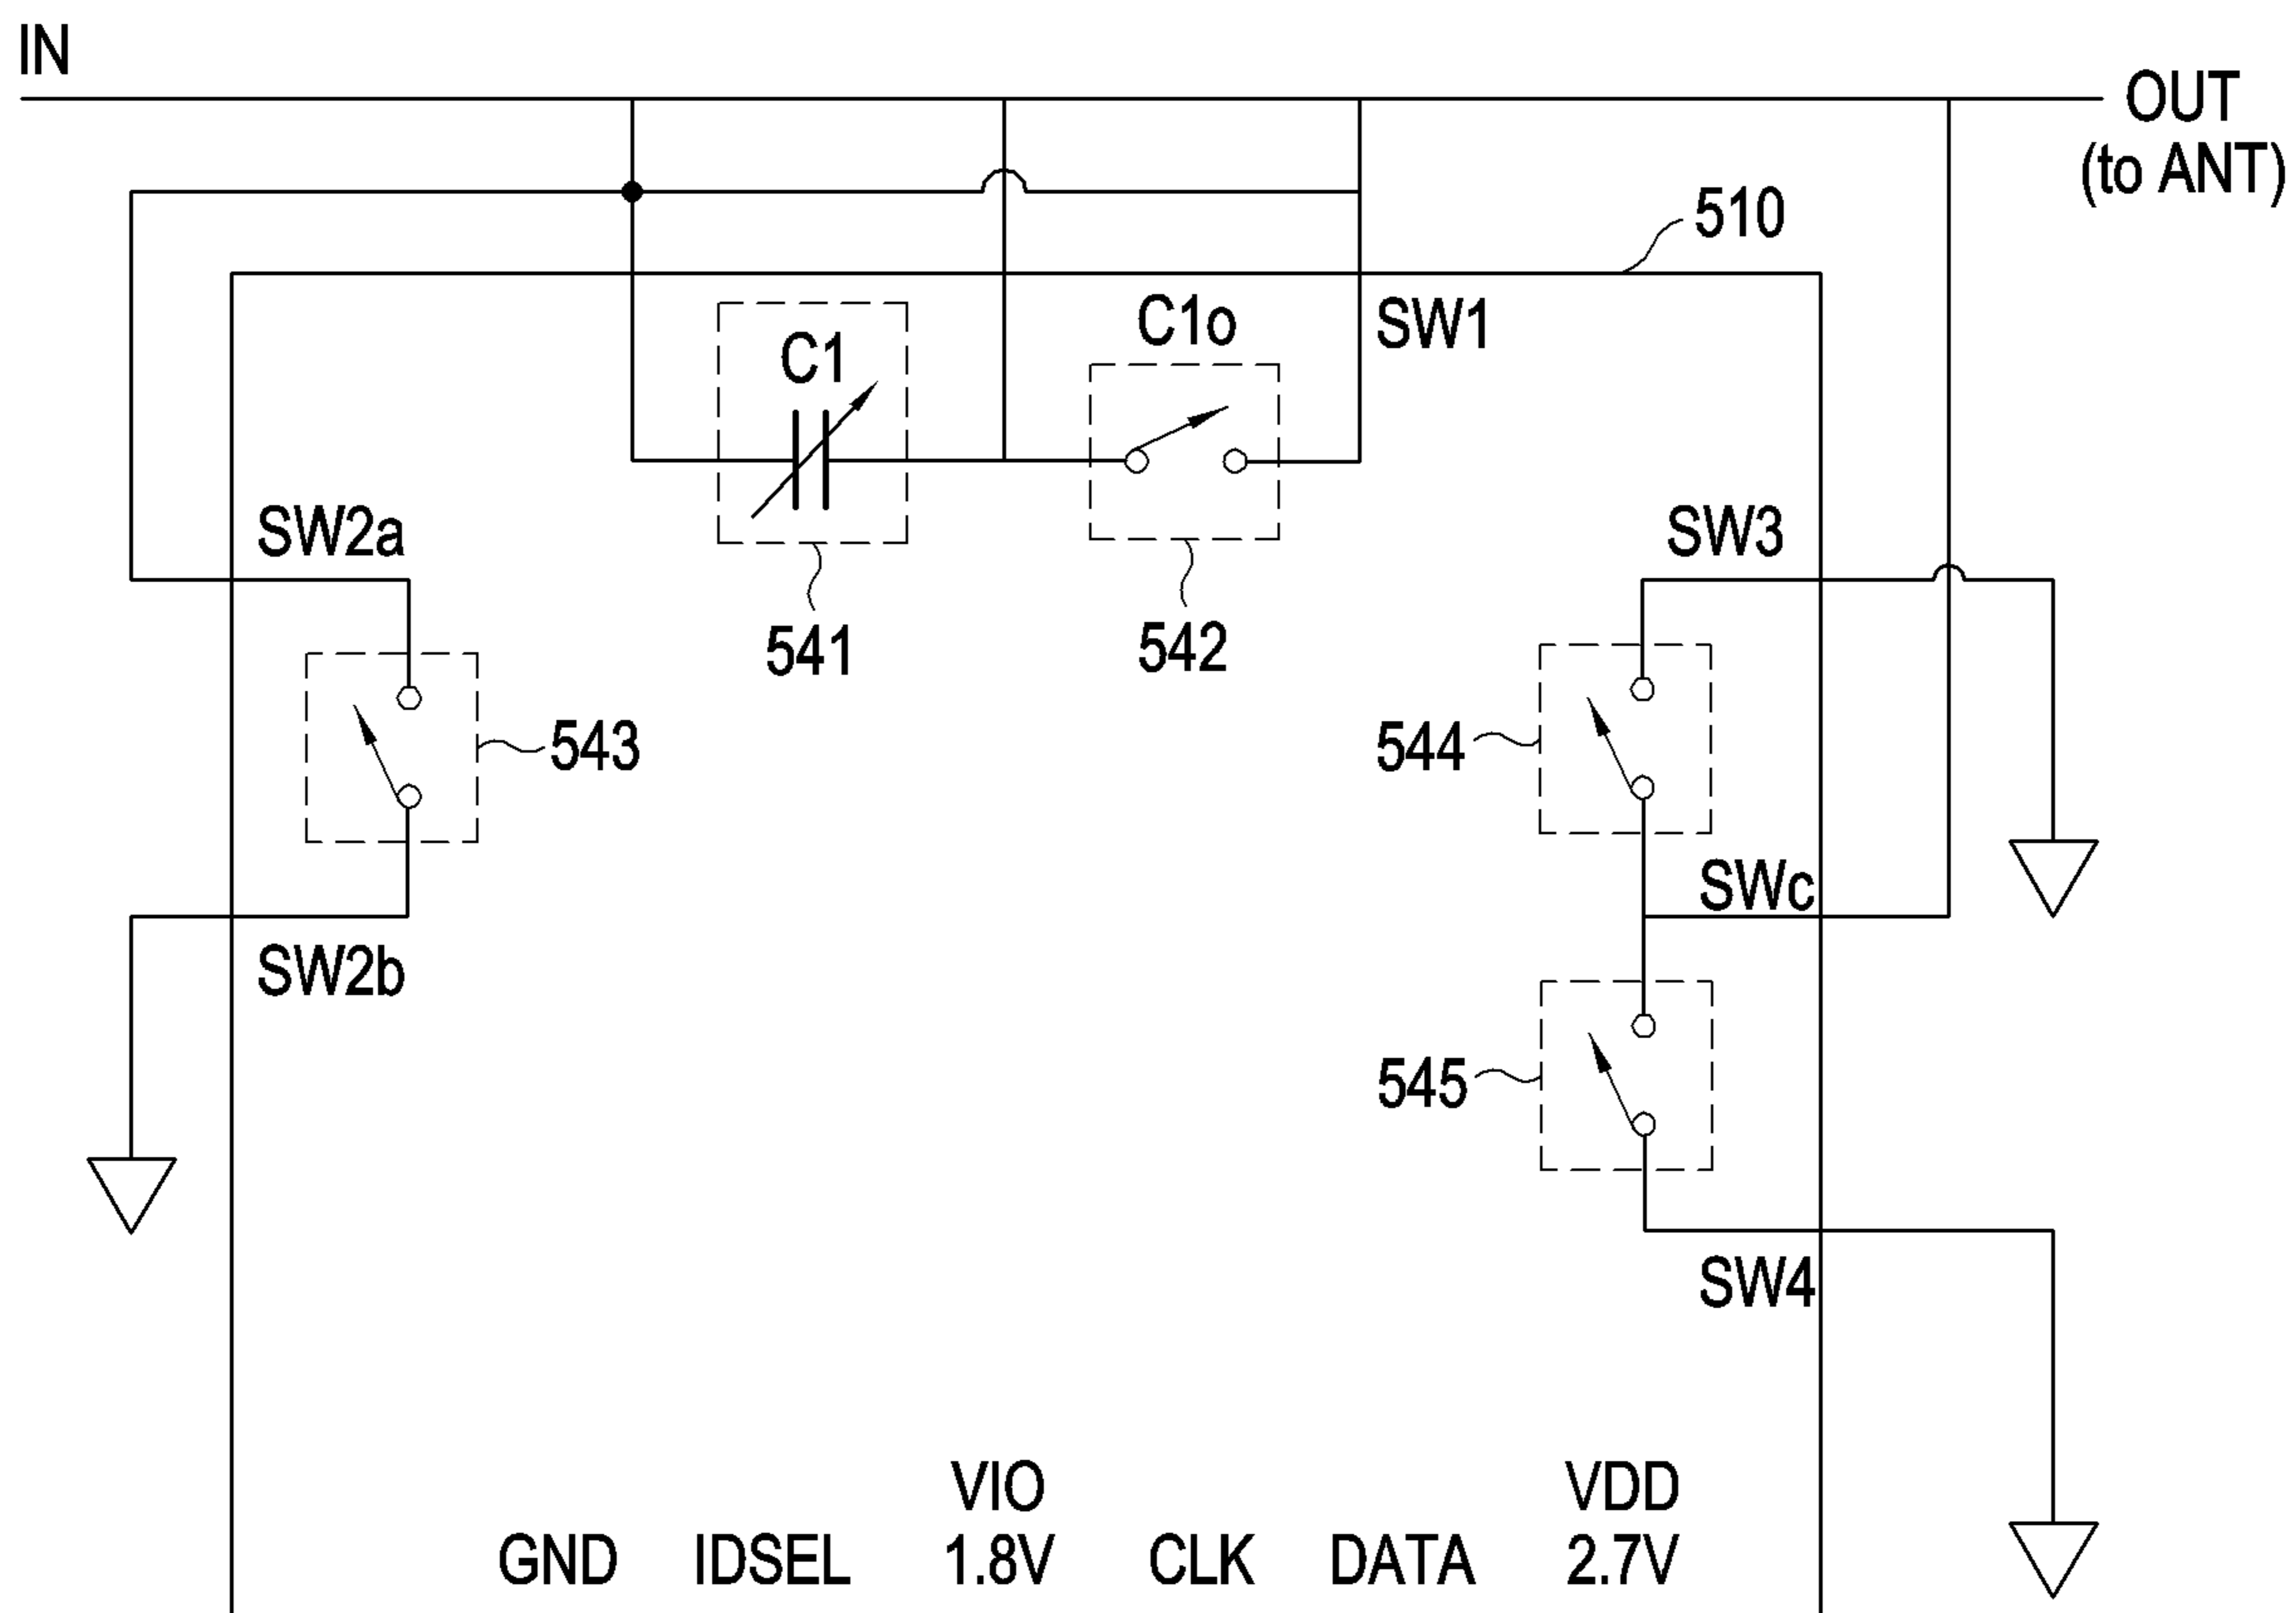 IN
OUT
(to ANT)
510
C1o
SW1
C1
SW2a
SW3
541
542
543
544
SWc
SW2b
545
SW4
VIO
VDD
GND IDSEL 1.8V CLK DATA 2.7V